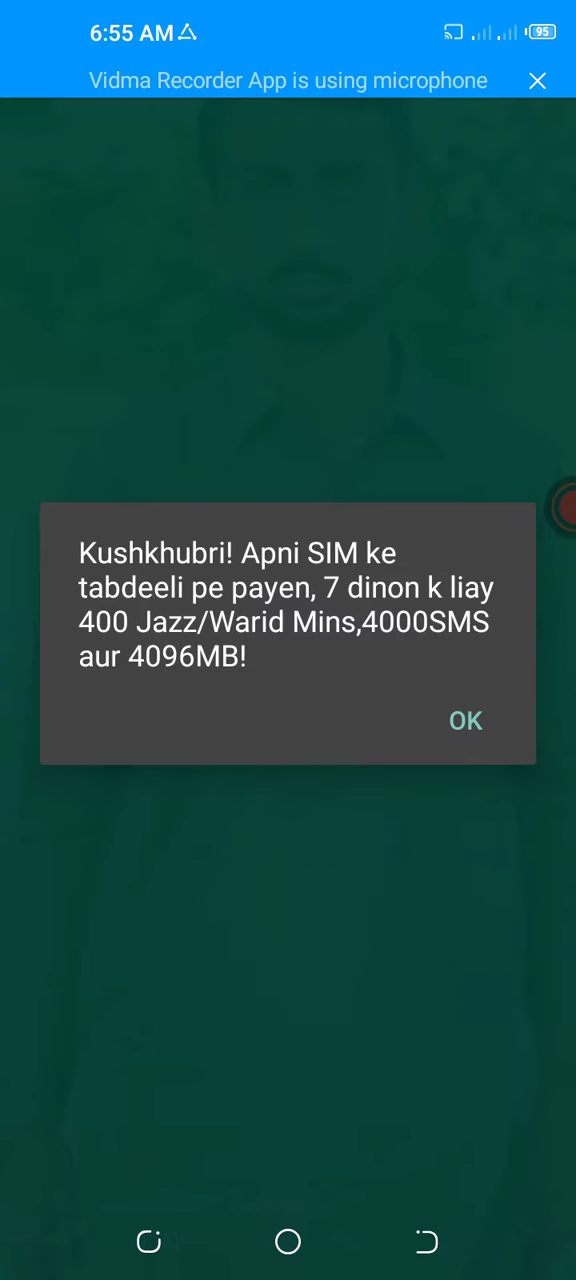 6:55 AM
95
Vidma Recorder App is using microphone
Kushkhubri! Apni SIM ke
tabdeeli pe payen, 7 dinon k liay
400 Jazz/Warid Mins,4000SMS
aur 4096MB!
OK